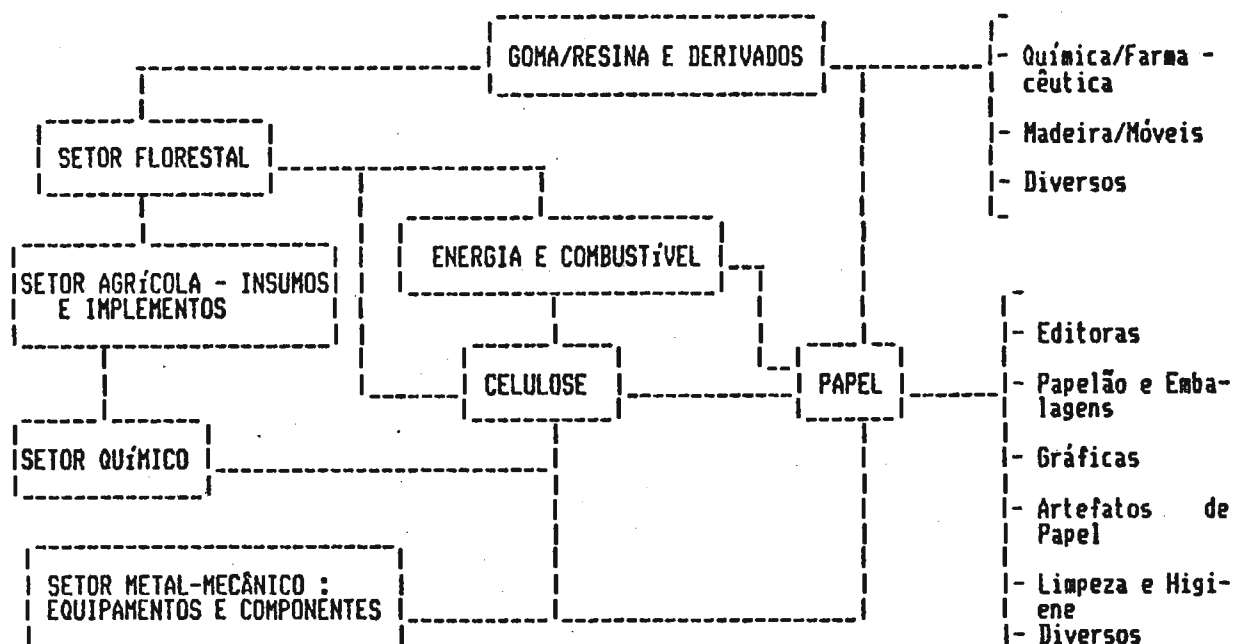 GOMA/RESINA E DERIVADOS
- Química/Farma -
cêutica
- Madeira/Móveis
- Diversos
SETOR FLORESTAL
ENERGIA E COMBUSTíVEL
SETOR AGRíCOLA - INSUMOS
E IMPLEMENTOS
CELULOSE
PAPEL
- Editoras
- Papelão e Emba-
lagens
- Gráficas
- Artefatos de
Papel
- Limpeza e Higi-
ene
- Diversos
SETOR QUíMICO
SETOR METAL-MECÂNICO :
EQUIPAMENTOS E COMPONENTES